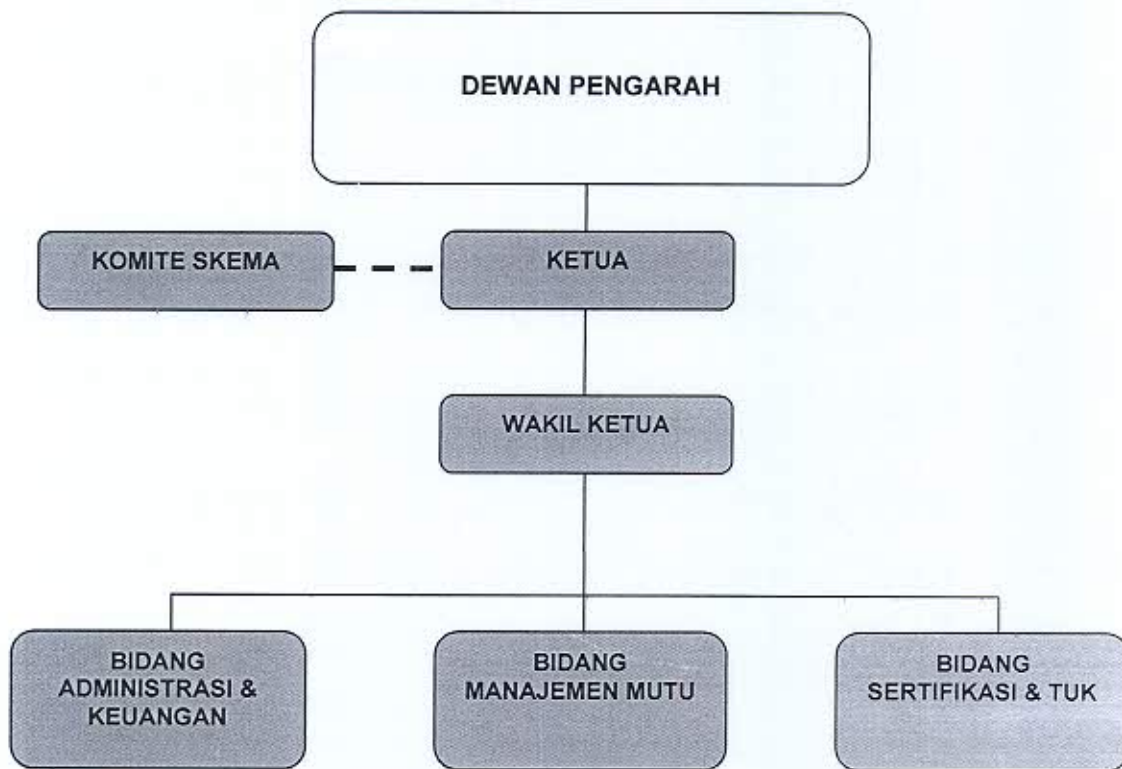 DEWAN PENGARAH
KOMITE SKEMA
KETUA
WAKIL KETUA
BIDANG
ADMINISTRASI &
KEUANGAN
BIDANG
MANAJEMEN MUTU
BIDANG
SERTIFIKASI & TUK